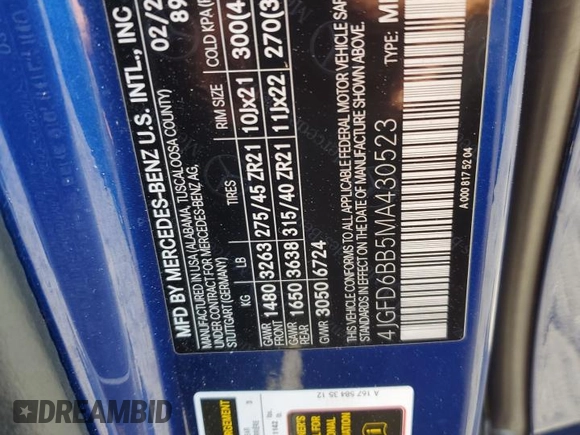 MFD BY MERCEDES-BENZ U.S. INTL., INC
02/2
MANUFACTURED IN USA (ALABAMA, TUSCALOOSA COUNTY)
UNDER CONTRACT FOR MERCEDES-BENZ AG,
STUTTGART (GERMANY)
KG LB TIRES RIM SIZE COLD KPA
GAWR FRONT 1480 3263 275/45 ZR21 10Jx21 300(4
GAWR REAR 1650 3638 315/40 ZR21 11Jx22 270(3
GVWR 3050 6724
THIS VEHICLE CONFORMS TO ALL APPLICABLE FEDERAL MOTOR VEHICLE SAF
STANDARDS IN EFFECT ON THE DATE OF MANUFACTURE SHOWN ABOVE.
4JGFD6BB5MA430523
TYPE:
A 000 817 52 04
A 167 584 35 12
DREAMBID